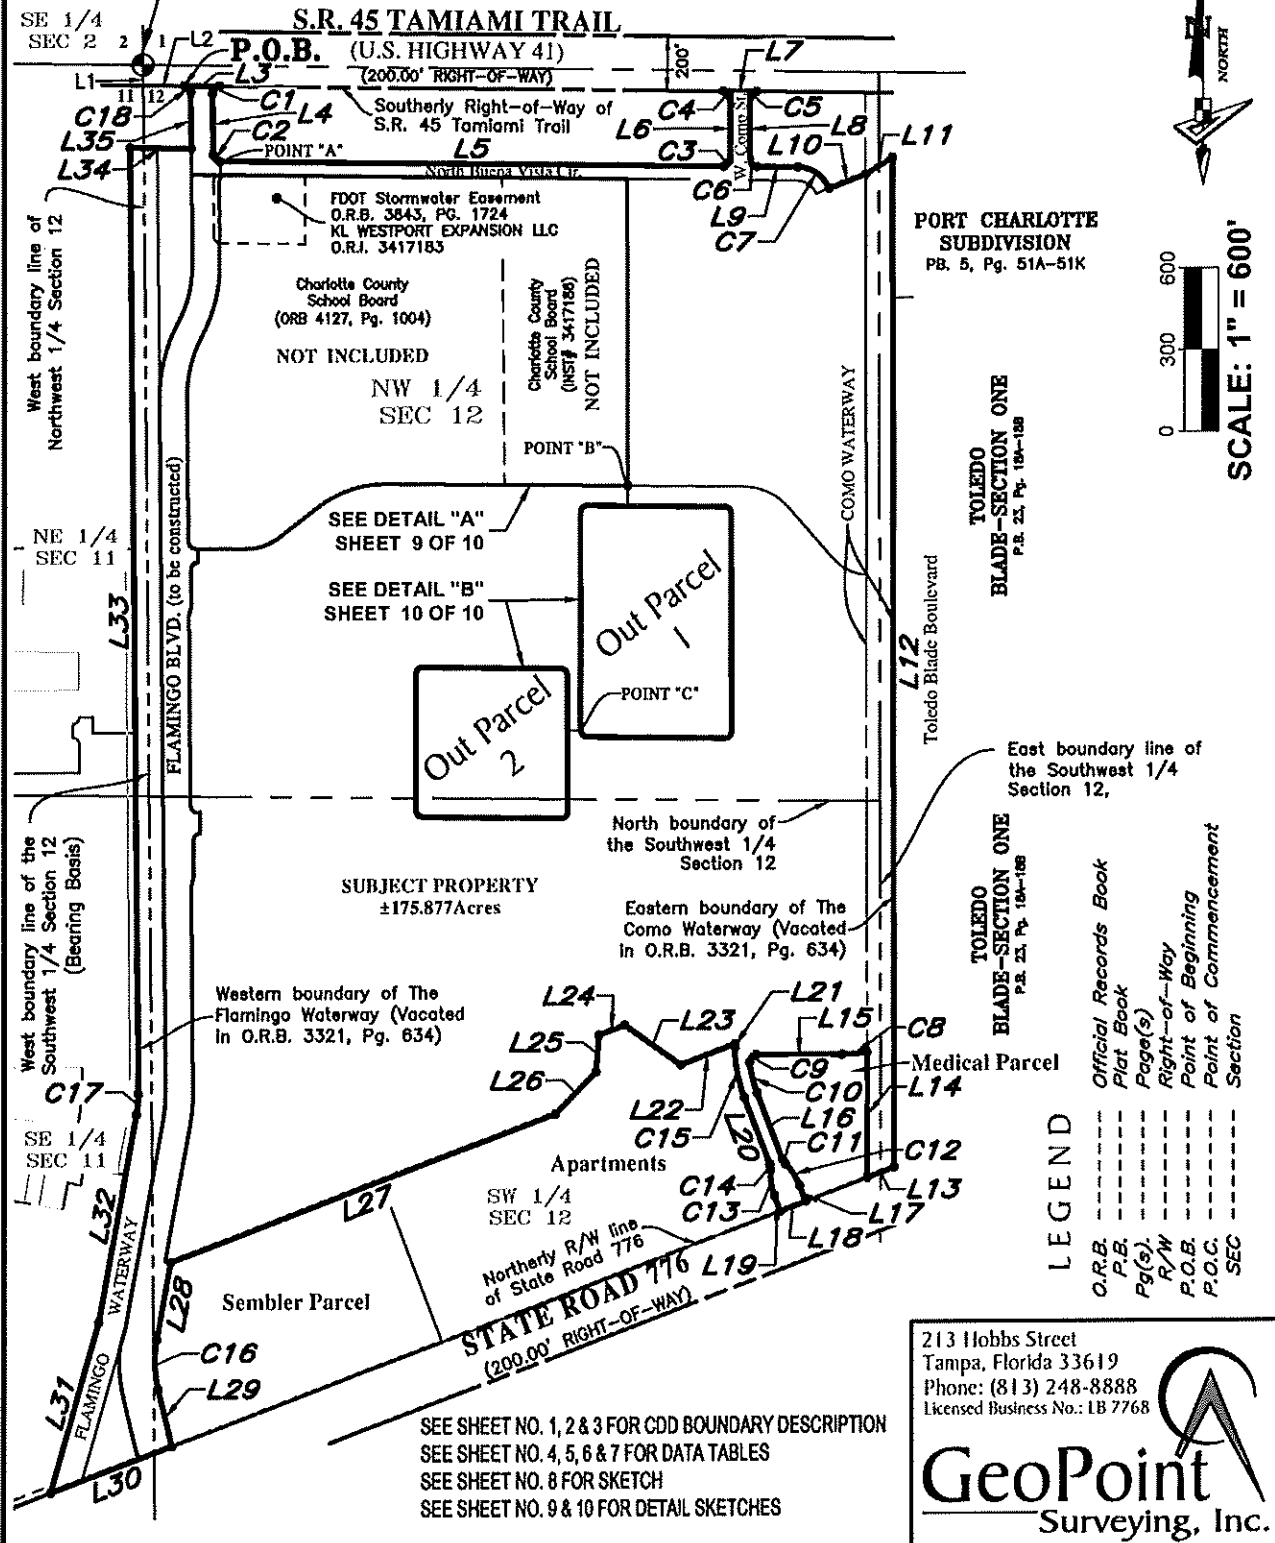 SE 1/4
SEC 2
2 1
11 12
S.R. 45 TAMIAMI TRAIL
P.O.B.
(U.S. HIGHWAY 41)
(200.00' RIGHT-OF-WAY)
200'
L1
L2
L3
L7
C18
C1
L4
C2
L35
L34
Southerly Right-of-Way of
S.R. 45 Tamiami Trail
POINT "A"
L5
North Buena Vista Cir.
C4
C5
L6
W. Como St.
L8
C3
L10
L11
C6
L9
C7
NORTH
West boundary line of
Northwest 1/4 Section 12
FDOT Stormwater Easement
O.R.B. 3643, PG. 1724
KL WESTPORT EXPANSION LLC
O.R.I. 3417183
PORT CHARLOTTE
SUBDIVISION
PB. 5, Pg. 51A-51K
Charlotte County
School Board
(ORB 4127, Pg. 1004)
NOT INCLUDED
Charlotte County
School Board
(INST# 3417186)
NOT INCLUDED
NW 1/4
SEC 12
POINT "B"
600
300
0
SCALE: 1" = 600'
COMO WATERWAY
TOLEDO
BLADE-SECTION ONE
P.B. 23, Pg. 18A-18B
SEE DETAIL "A"
SHEET 9 OF 10
NE 1/4
SEC 11
SEE DETAIL "B"
SHEET 10 OF 10
FLAMINGO BLVD. (to be constructed)
L33
Out Parcel
1
POINT "C"
Out Parcel
2
L12
Toledo Blade Boulevard
East boundary line of
the Southwest 1/4
Section 12,
West boundary line of the
Southwest 1/4 Section 12
(Bearing Basis)
North boundary of
the Southwest 1/4
Section 12
SUBJECT PROPERTY
±175.877Acres
Eastern boundary of The
Como Waterway (Vacated
in O.R.B. 3321, Pg. 634)
TOLEDO
BLADE-SECTION ONE
P.B. 23, Pg. 18A-18B
Western boundary of The
Flamingo Waterway (Vacated
in O.R.B. 3321, Pg. 634)
L24
L23
L21
L15
C8
L25
L26
C9
Medical Parcel
C10
L14
C17
L22
C15
L16
L20
C11
C12
SE 1/4
SEC 11
Apartments
C14
C13
L13
L17
L18
L19
SW 1/4
SEC 12
L27
Northerly R/W line
of State Road 776
STATE ROAD 776
(200.00' RIGHT-OF-WAY)
L32
WATERWAY
L28
Sembler Parcel
C16
L29
L31
FLAMINGO
L30
LEGEND
O.R.B. ------ Official Records Book
P.B. ------ Plat Book
Pg(s). ------ Page(s)
R/W ------ Right-of-Way
P.O.B. ------ Point of Beginning
P.O.C. ------ Point of Commencement
SEC ------ Section
SEE SHEET NO. 1, 2 & 3 FOR CDD BOUNDARY DESCRIPTION
SEE SHEET NO. 4, 5, 6 & 7 FOR DATA TABLES
SEE SHEET NO. 8 FOR SKETCH
SEE SHEET NO. 9 & 10 FOR DETAIL SKETCHES
213 Hobbs Street
Tampa, Florida 33619
Phone: (813) 248-8888
Licensed Business No.: LB 7768
GeoPoint
Surveying, Inc.